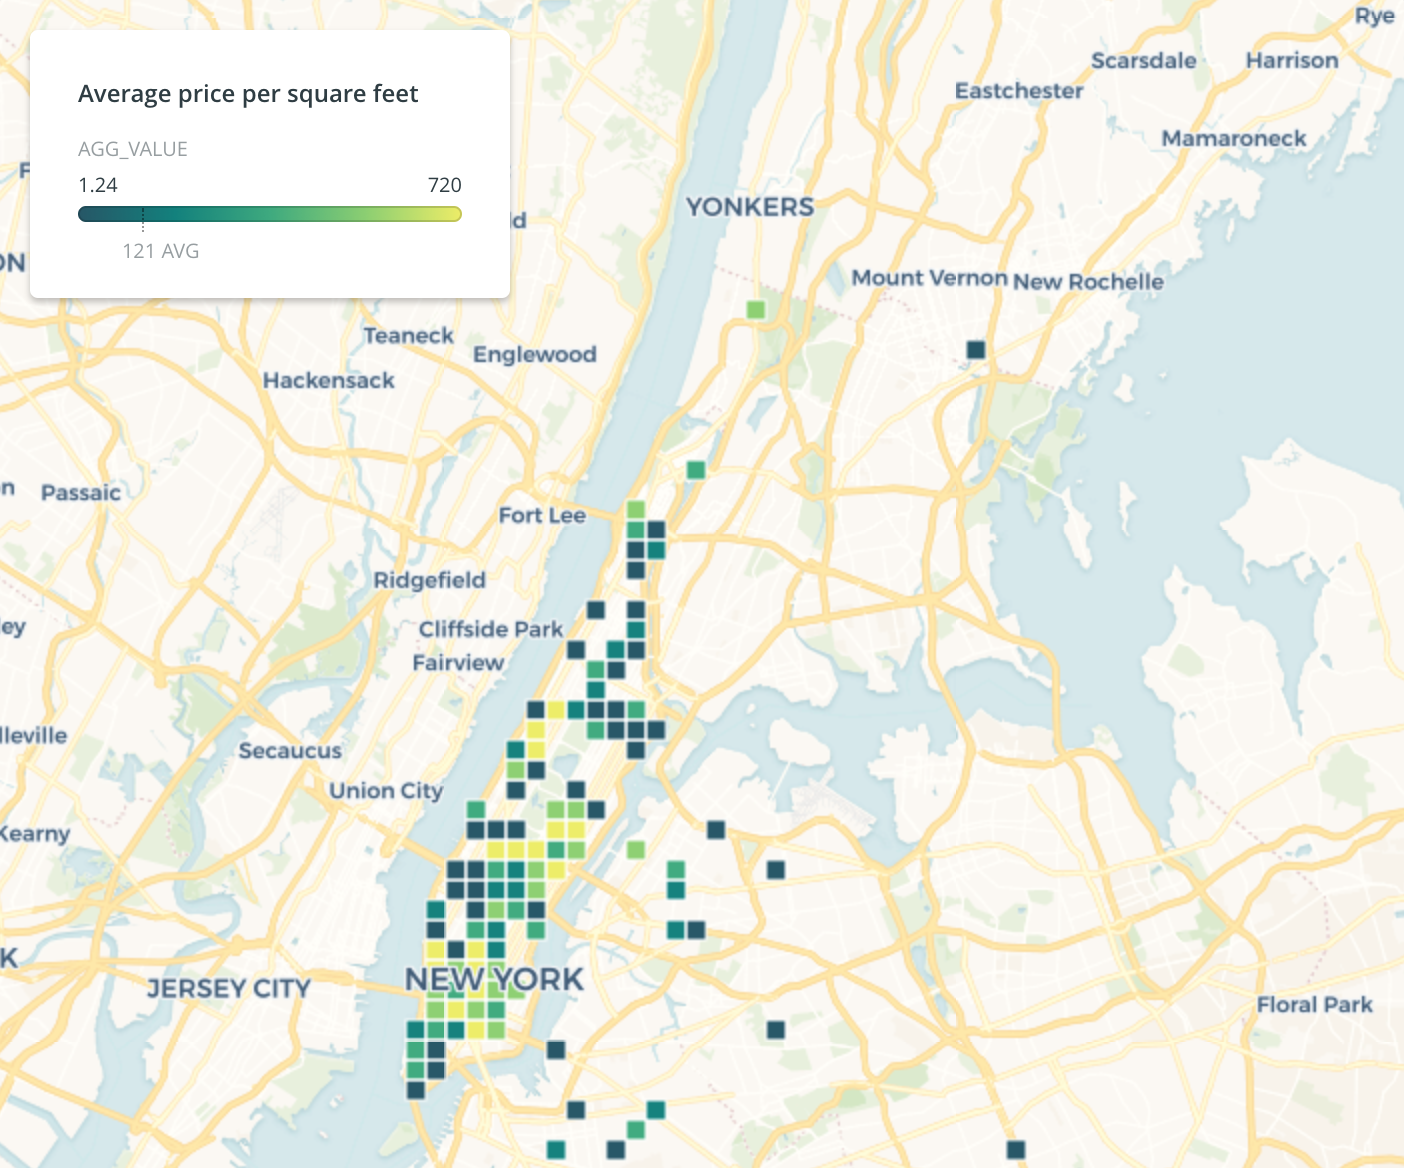 Rye
Scarsdale
Harrison
Eastchester
Average price per square feet
Mamaroneck
AGG_VALUE
1.24
720
YONKERS
121 AVG
Mount Vernon
New Rochelle
Teaneck
Englewood
Hackensack
Passaic
Fort Lee
Ridgefield
Cliffside Park
Fairview
Secaucus
Union City
Kearny
NEW YORK
JERSEY CITY
Floral Park